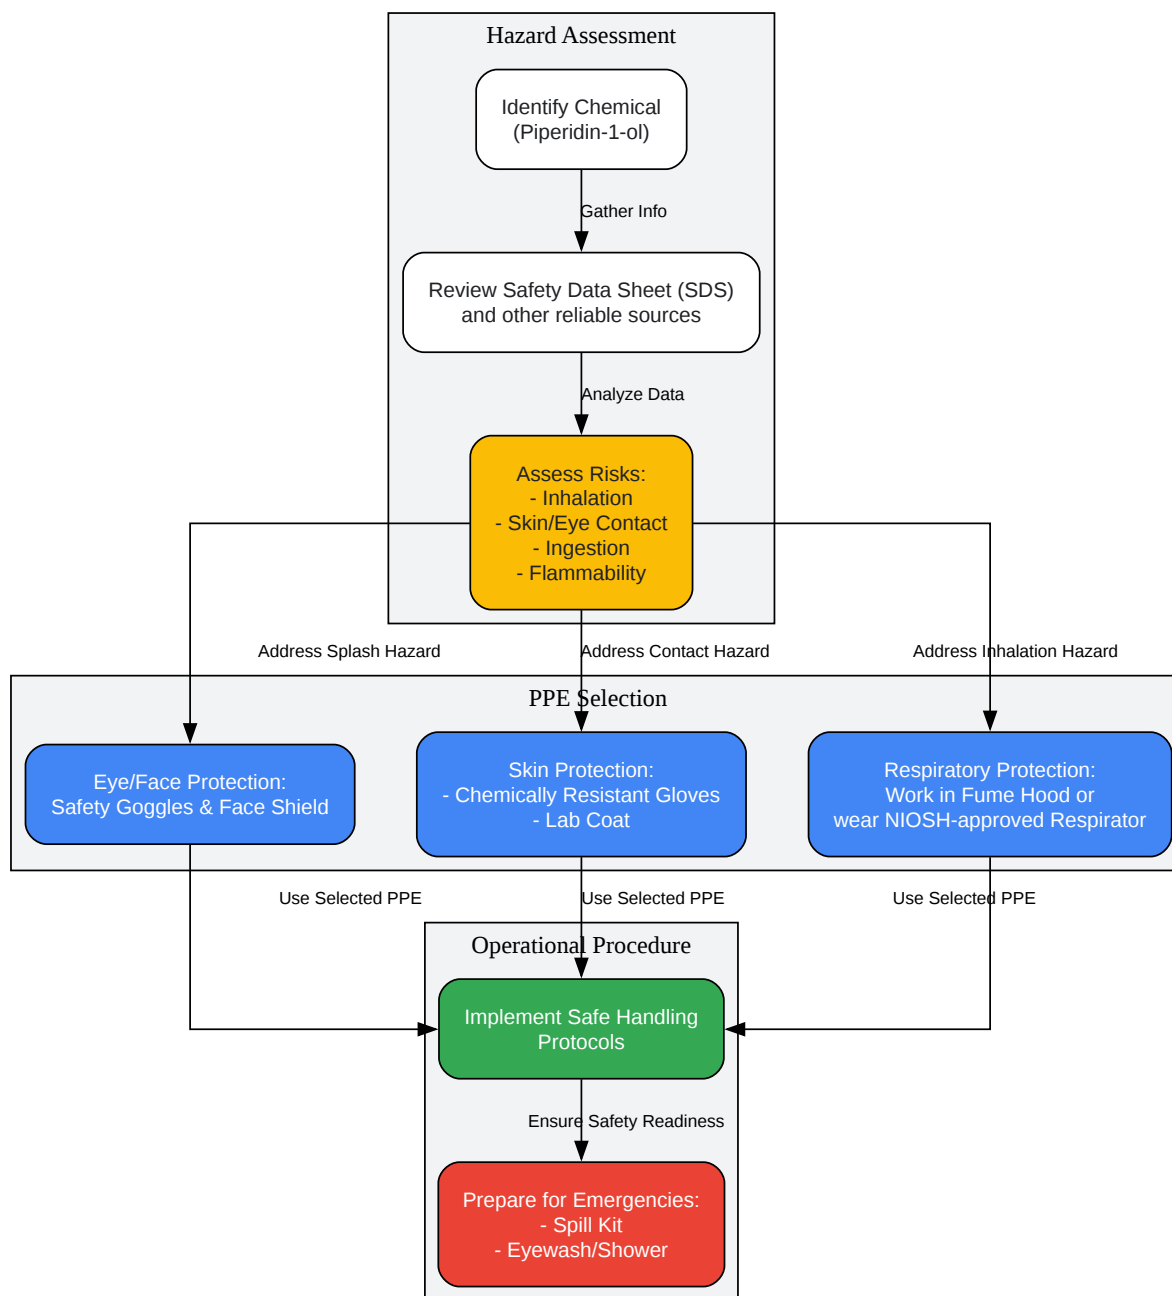 Hazard Assessment
Identify Chemical
(Piperidin-1-ol)
Gather Info
Review Safety Data Sheet (SDS)
and other reliable sources
Analyze Data
Assess Risks:
- Inhalation
- Skin/Eye Contact
- Ingestion
- Flammability
Address Splash Hazard
Address Contact Hazard
Address Inhalation Hazard
PPE Selection
Eye/Face Protection:
Safety Goggles & Face Shield
Skin Protection:
- Chemically Resistant Gloves
- Lab Coat
Respiratory Protection:
Work in Fume Hood or
wear NIOSH-approved Respirator
Use Selected PPE
Use Selected PPE
Use Selected PPE
Operational Procedure
Implement Safe Handling
Protocols
Ensure Safety Readiness
Prepare for Emergencies:
- Spill Kit
- Eyewash/Shower